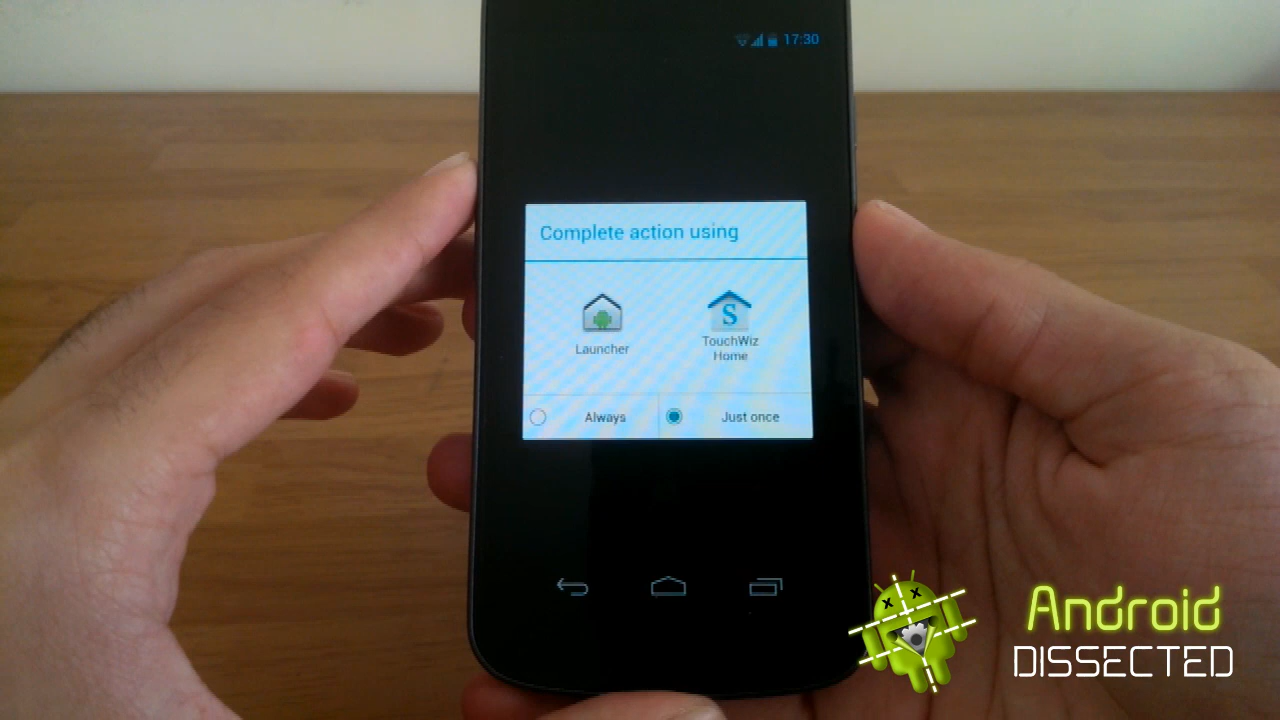 17:30
Complete action using
Launcher
TouchWiz
Home
Always
Just once
Android
DISSECTED